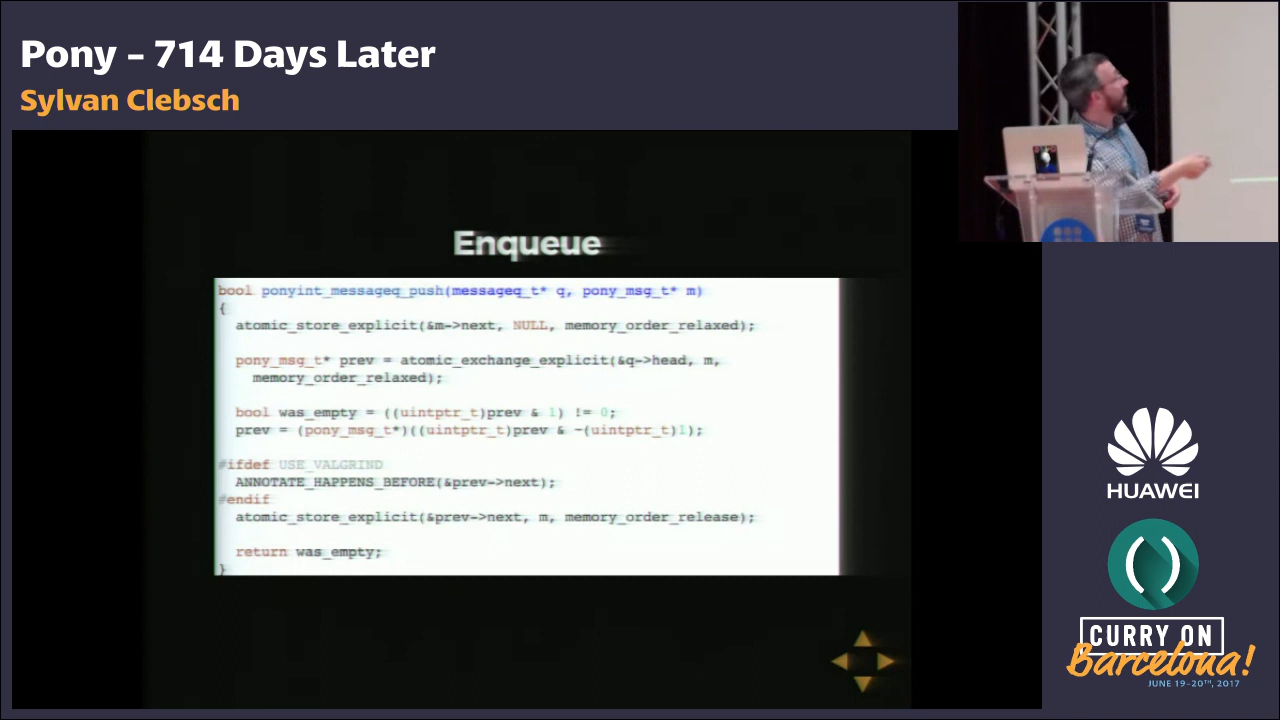 Pony – 714 Days Later
Sylvan Clebsch
Enqueue
bool ponyint_messageq_push(messageq_t* q, pony_msg_t* m)
{
  atomic_store_explicit(&m->next, NULL, memory_order_relaxed);
  pony_msg_t* prev = atomic_exchange_explicit(&q->head, m,
    memory_order_relaxed);
  bool was_empty = ((uintptr_t)prev & 1) != 0;
  prev = (pony_msg_t*)((uintptr_t)prev & ~(uintptr_t)1);
#ifdef USE_VALGRIND
  ANNOTATE_HAPPENS_BEFORE(&prev->next);
#endif
  atomic_store_explicit(&prev->next, m, memory_order_release);
  return was_empty;
}
HUAWEI
CURRY ON
Barcelona!
JUNE 19-20TH, 2017